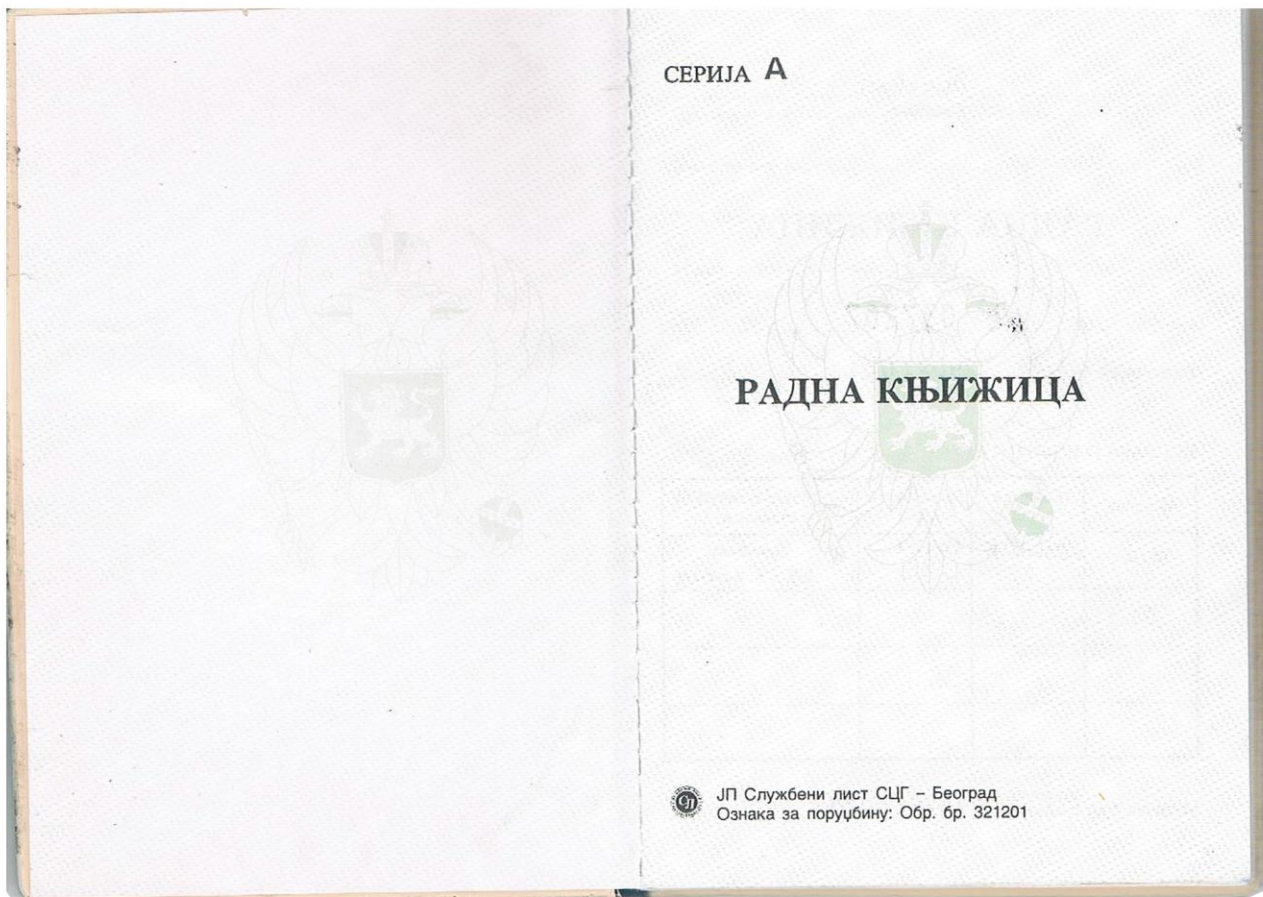 СЕРИЈА А
РАДНА КЊИЖИЦА
ЈП Службени лист СЦГ – Београд
Ознака за поруџбину: Обр. бр. 321201